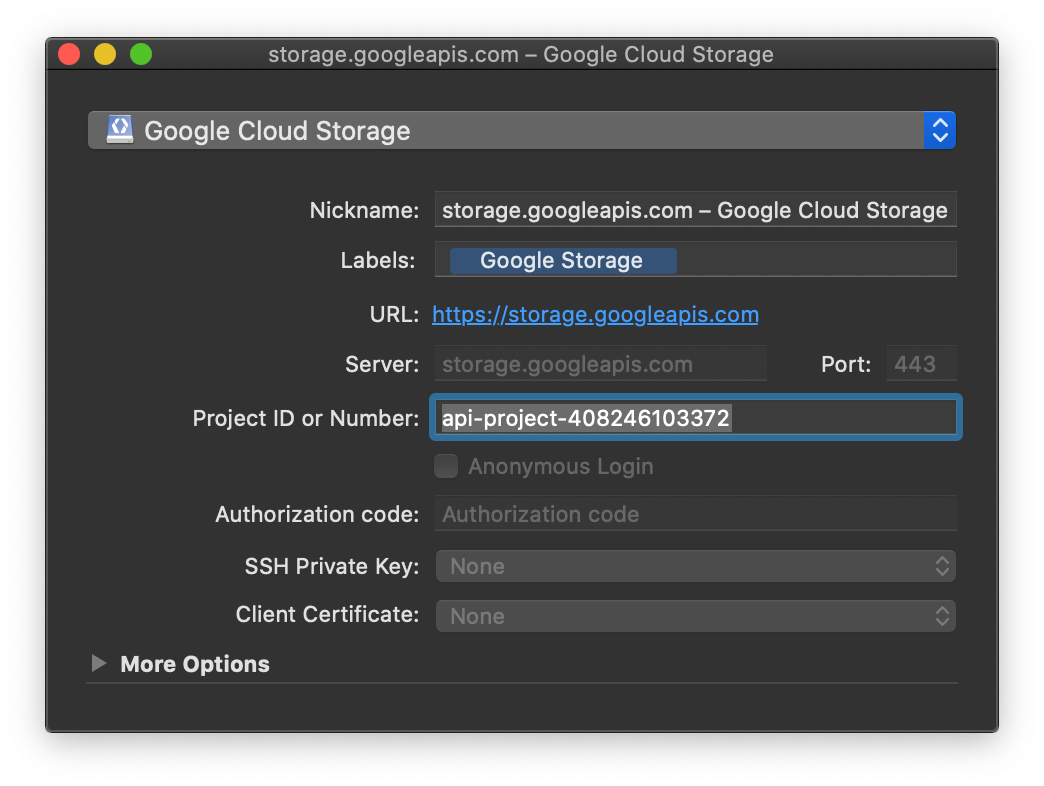 storage.googleapis.com – Google Cloud Storage
Google Cloud Storage
Nickname: storage.googleapis.com – Google Cloud Storage
Labels: Google Storage
URL: https://storage.googleapis.com
Server: storage.googleapis.com Port: 443
Project ID or Number: api-project-408246103372
Anonymous Login
Authorization code: Authorization code
SSH Private Key: None
Client Certificate: None
More Options